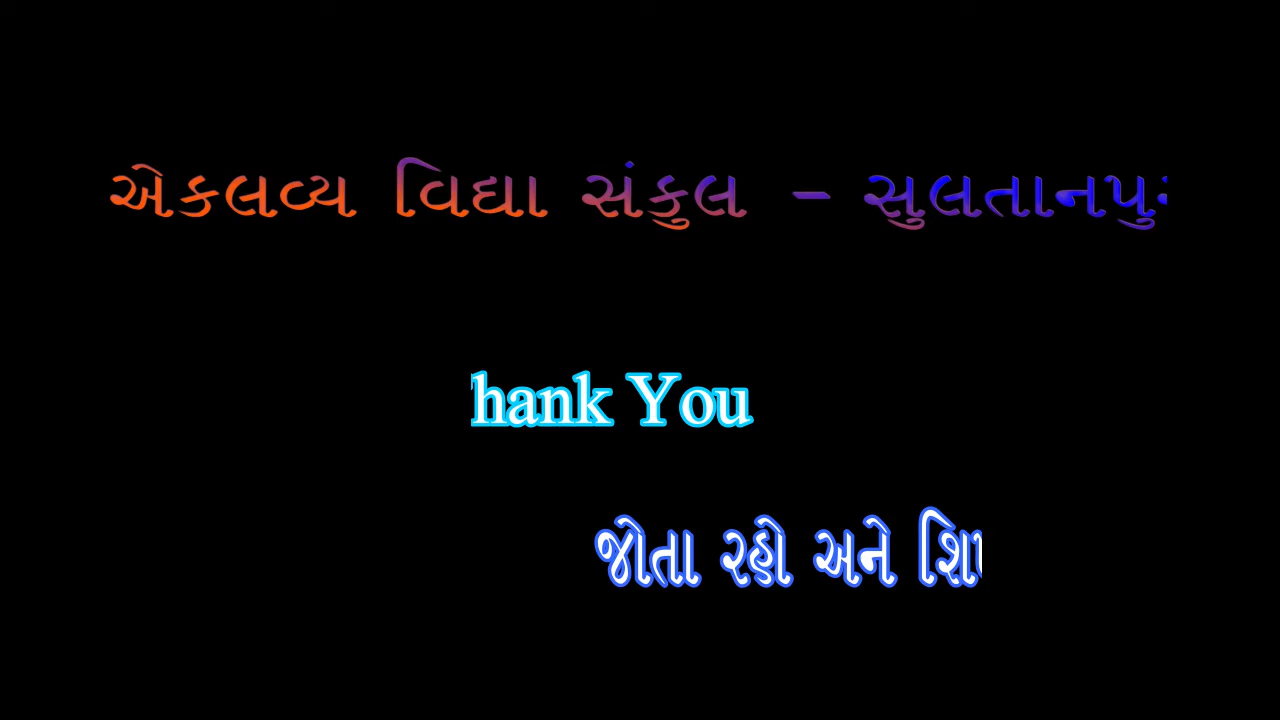 એકલવ્ય વિદ્યા સંકુલ - સુલતાનપુર
hank You
જોતા રહો અને